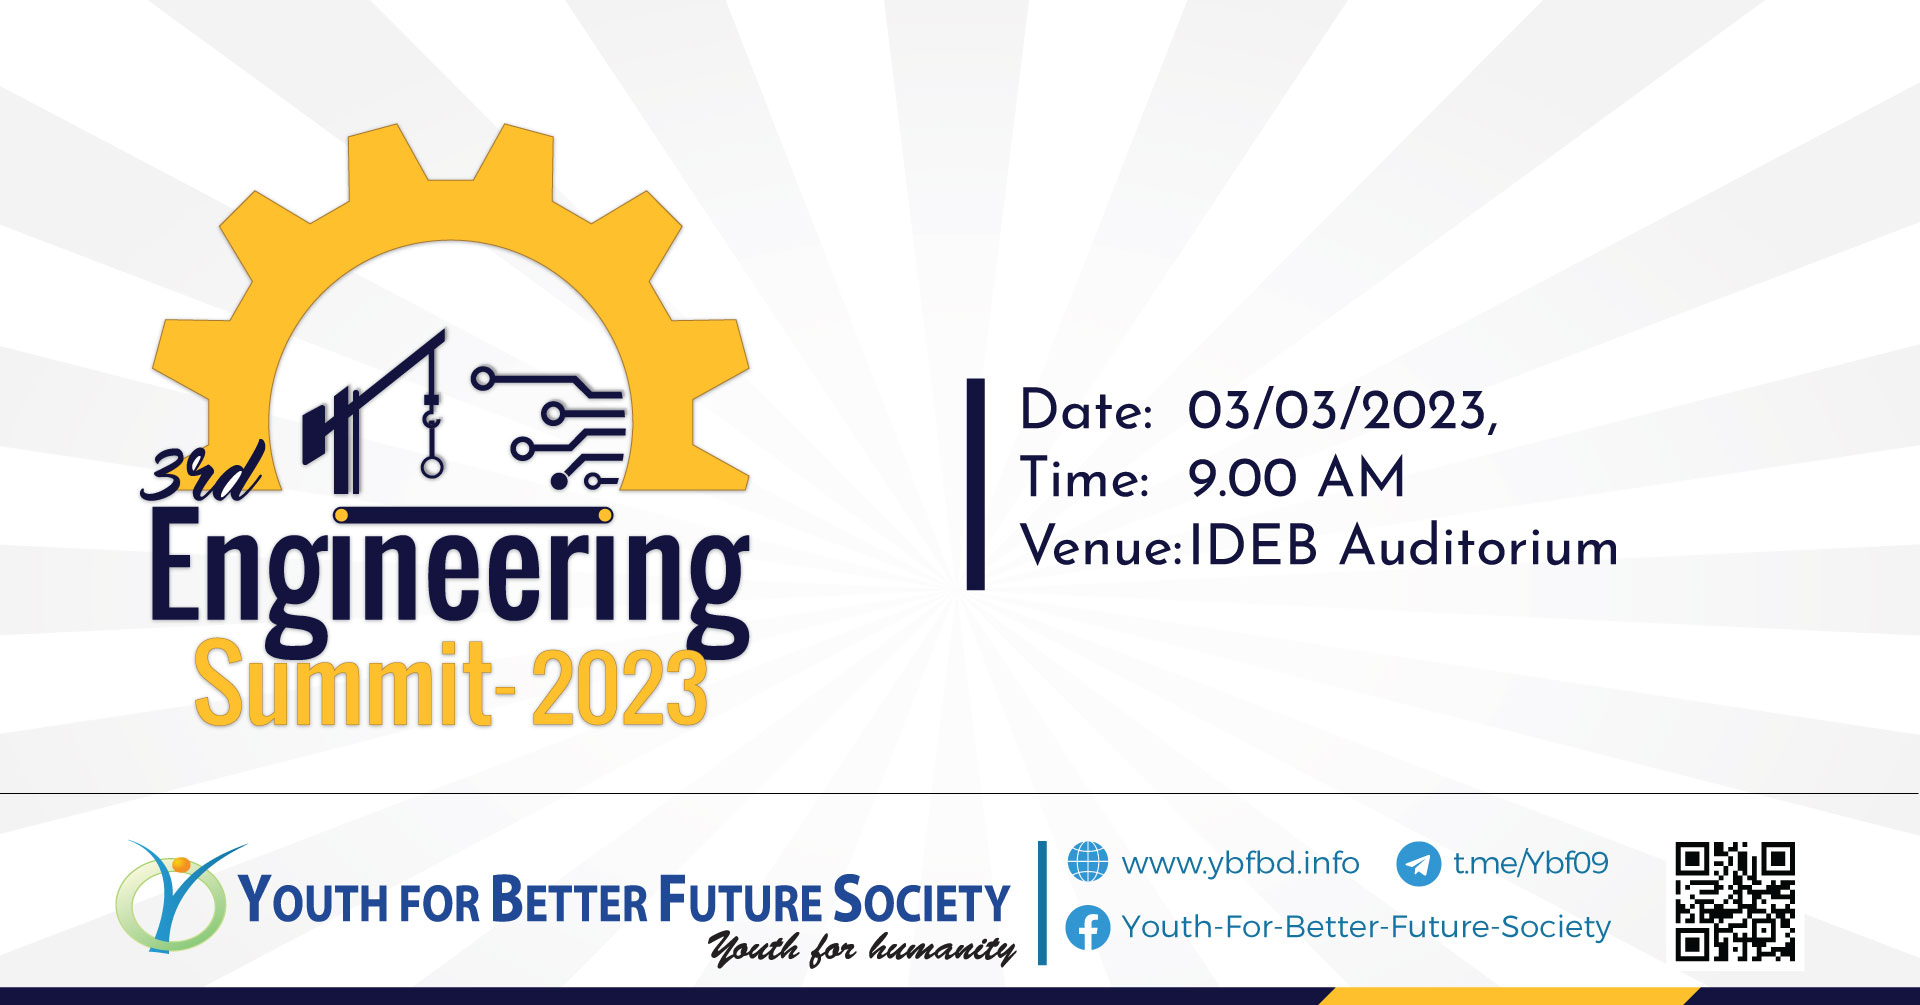 3rd
Engineering
Summit- 2023
Date: 03/03/2023,
Time: 9.00 AM
Venue: IDEB Auditorium
YOUTH FOR BETTER FUTURE SOCIETY
Youth for humanity
www.ybfbd.info
t.me/Ybf09
Youth-For-Better-Future-Society